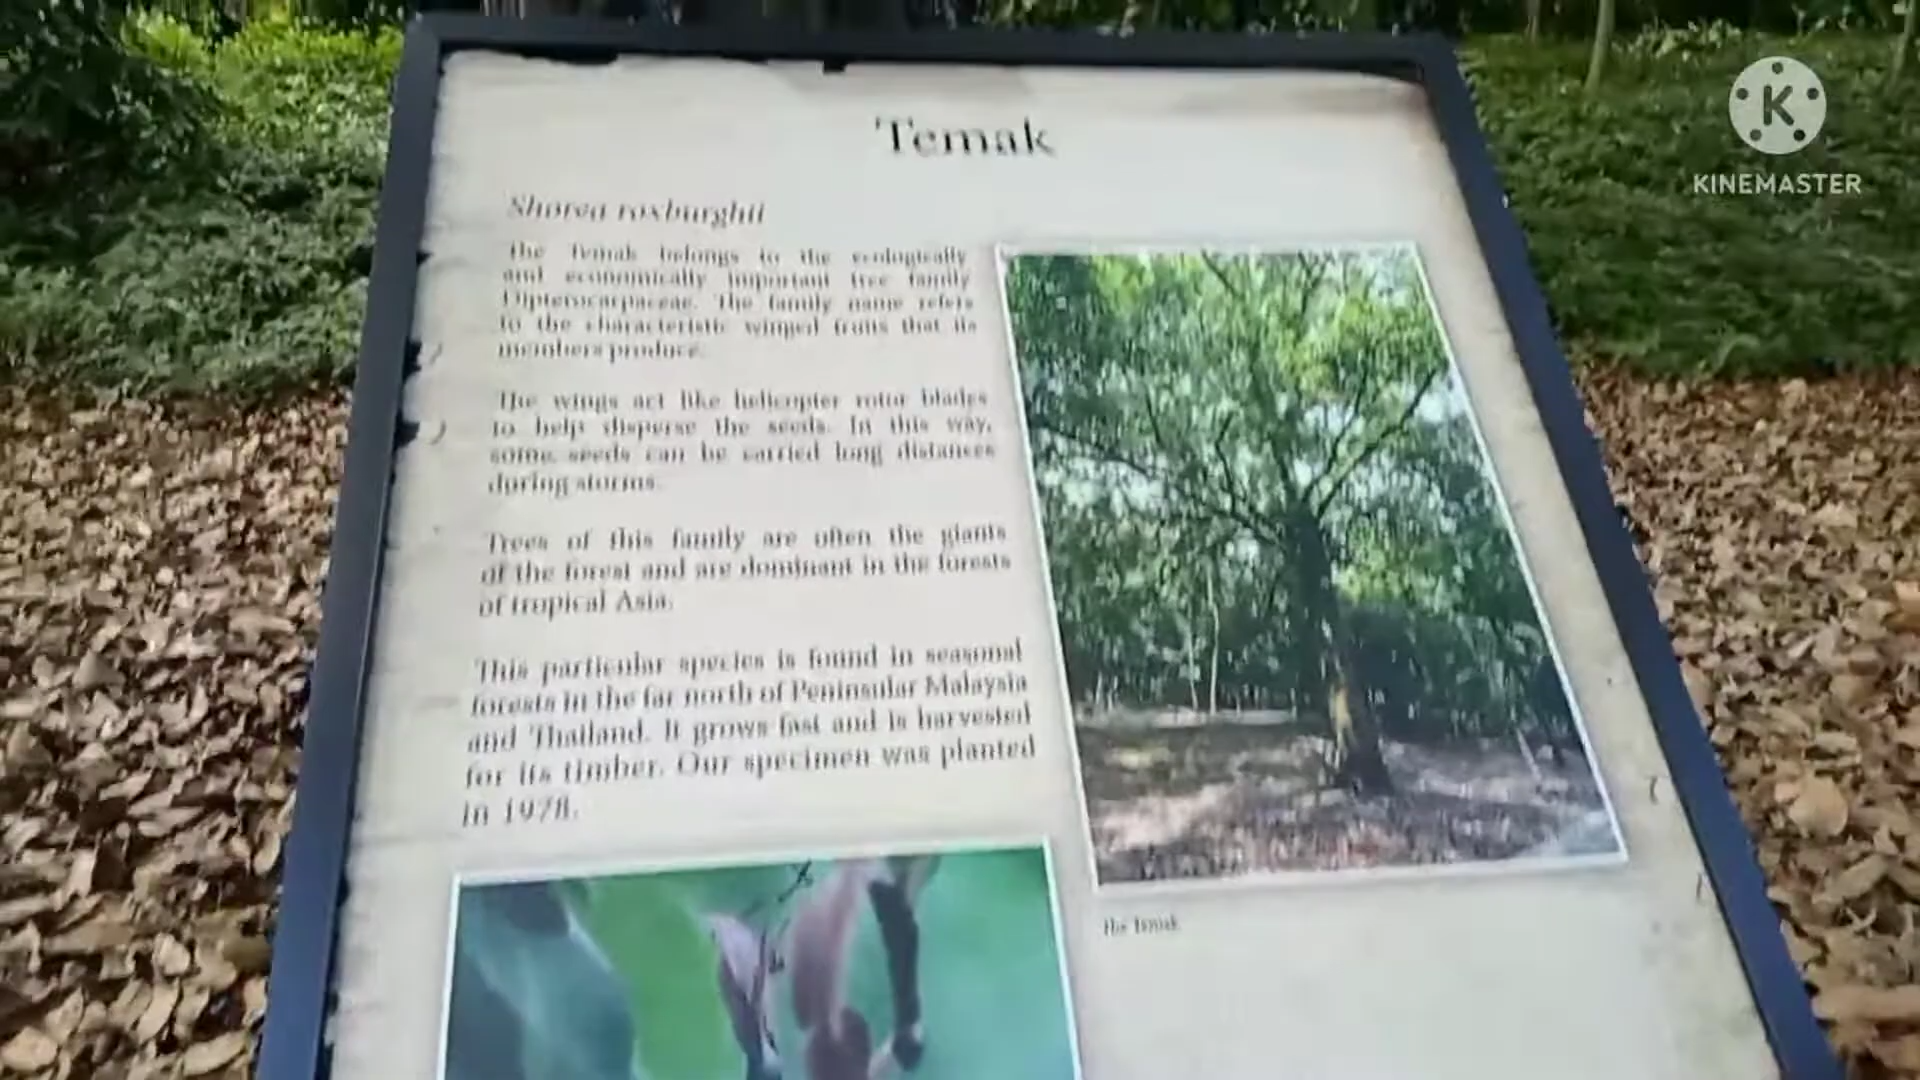 Temak
Shorea roxburghii
The Temak belongs to the ecologically
and economically important tree family
Dipterocarpaceae. The family name refers
to the characteristic winged fruits that its
members produce.
The wings act like helicopter rotor blades
to help disperse the seeds. In this way,
some seeds can be carried long distances
during storms.
Trees of this family are often the giants
of the forest and are dominant in the forests
of tropical Asia.
This particular species is found in seasonal
forests in the far north of Peninsular Malaysia
and Thailand. It grows fast and is harvested
for its timber. Our specimen was planted
in 1978.
The Temak
K
KINEMASTER